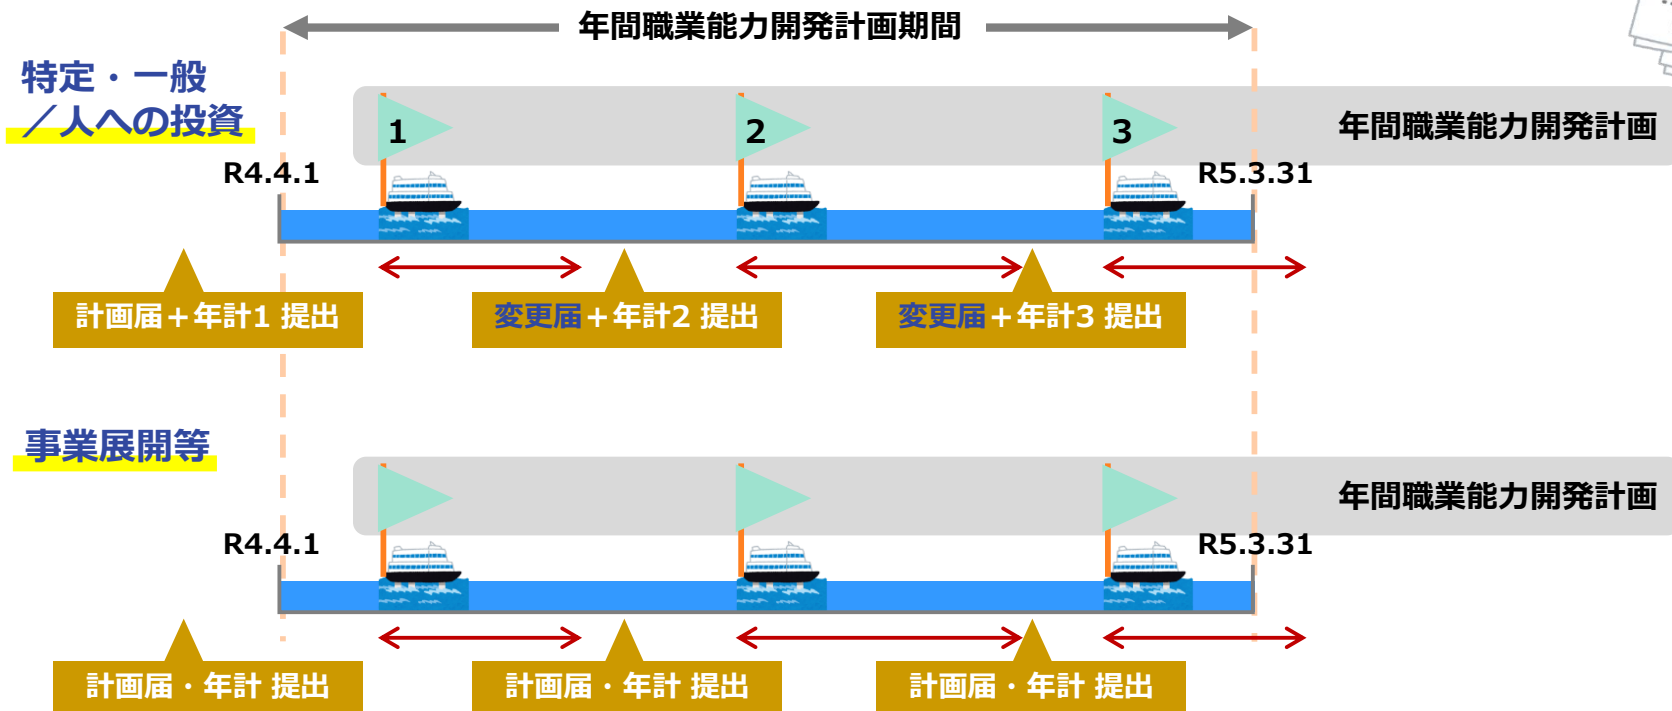 年間職業能力開発計画期間
特定・一般
／人への投資
1
2
3
年間職業能力開発計画
R4.4.1
R5.3.31
計画届＋年計1 提出
変更届＋年計2 提出
変更届＋年計3 提出
事業展開等
年間職業能力開発計画
R4.4.1
R5.3.31
計画届・年計 提出
計画届・年計 提出
計画届・年計 提出